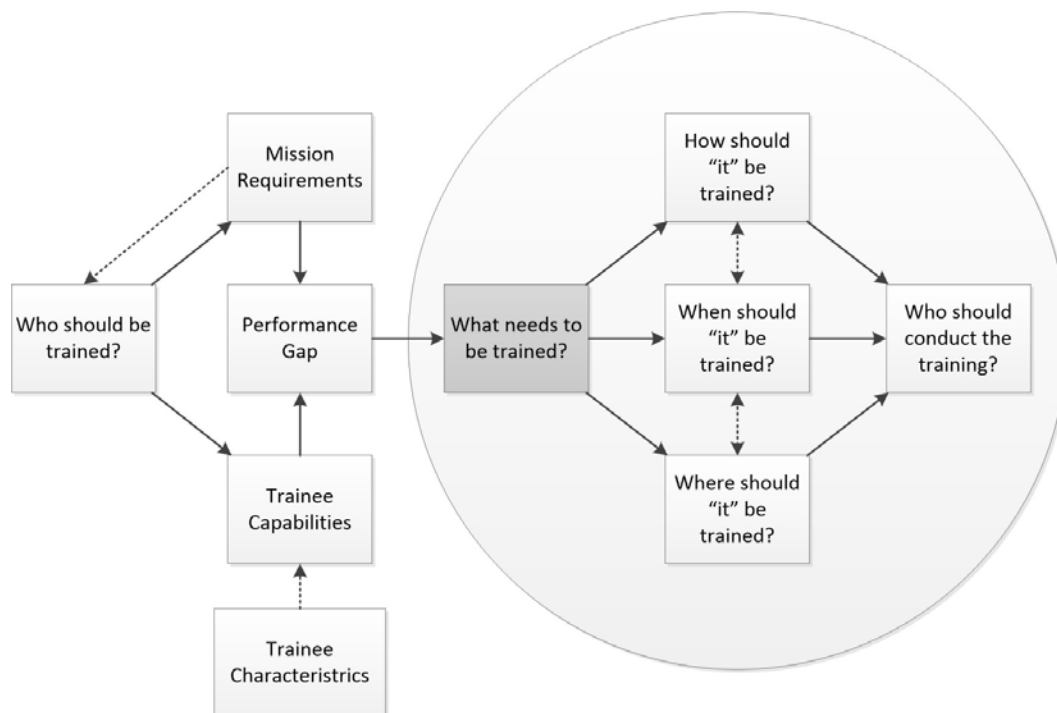 Mission
Requirements
How should
“it” be
trained?
Who should be
trained?
Performance
Gap
What needs to
be trained?
When should
“it” be
trained?
Who should
conduct the
training?
Trainee
Capabilities
Where should
“it” be
trained?
Trainee
Characteristrics